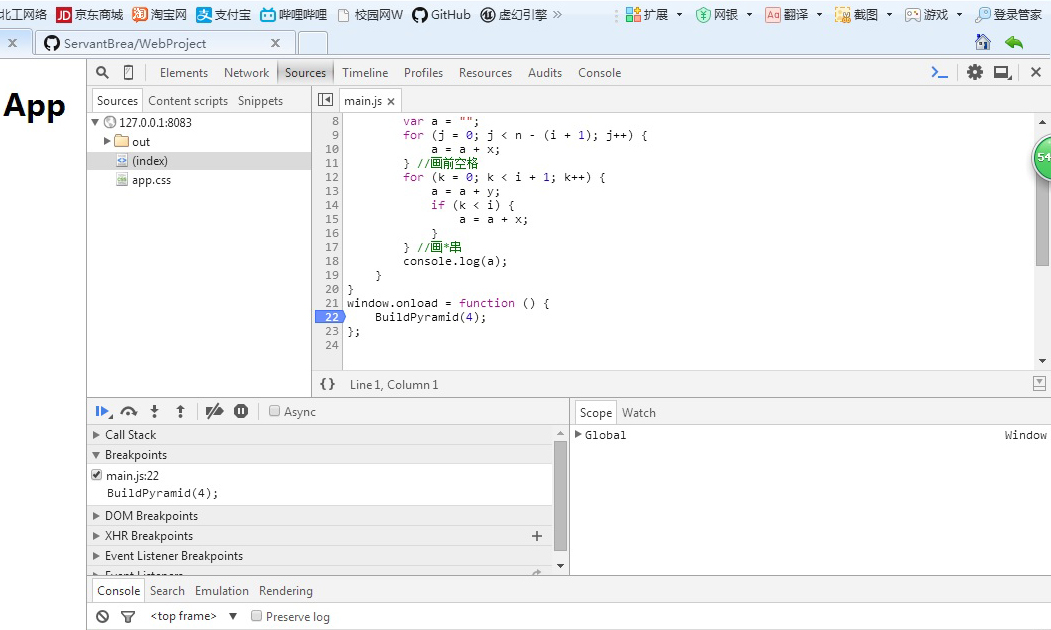 北工网络 京东商城 淘宝网 支付宝 哔哩哔哩 校园网W GitHub 虚幻引擎 » 扩展 网银 翻译 截图 游戏 登录管家
ServantBrea/WebProject
App
Elements Network Sources Timeline Profiles Resources Audits Console
Sources Content scripts Snippets
main.js ×
127.0.0.1:8083
out
(index)
app.css
8 var a = "";
9 for (j = 0; j < n - (i + 1); j++) {
10 a = a + x;
11 } //画前空格
12 for (k = 0; k < i + 1; k++) {
13 a = a + y;
14 if (k < i) {
15 a = a + x;
16 }
17 } //画*串
18 console.log(a);
19 }
20 }
21 window.onload = function () {
22 BuildPyramid(4);
23 };
24
54
{} Line 1, Column 1
Async
Call Stack
Breakpoints
main.js:22
BuildPyramid(4);
DOM Breakpoints
XHR Breakpoints +
Event Listener Breakpoints
Event Listeners
Scope Watch
Global Window
Console Search Emulation Rendering
<top frame> ▼ Preserve log